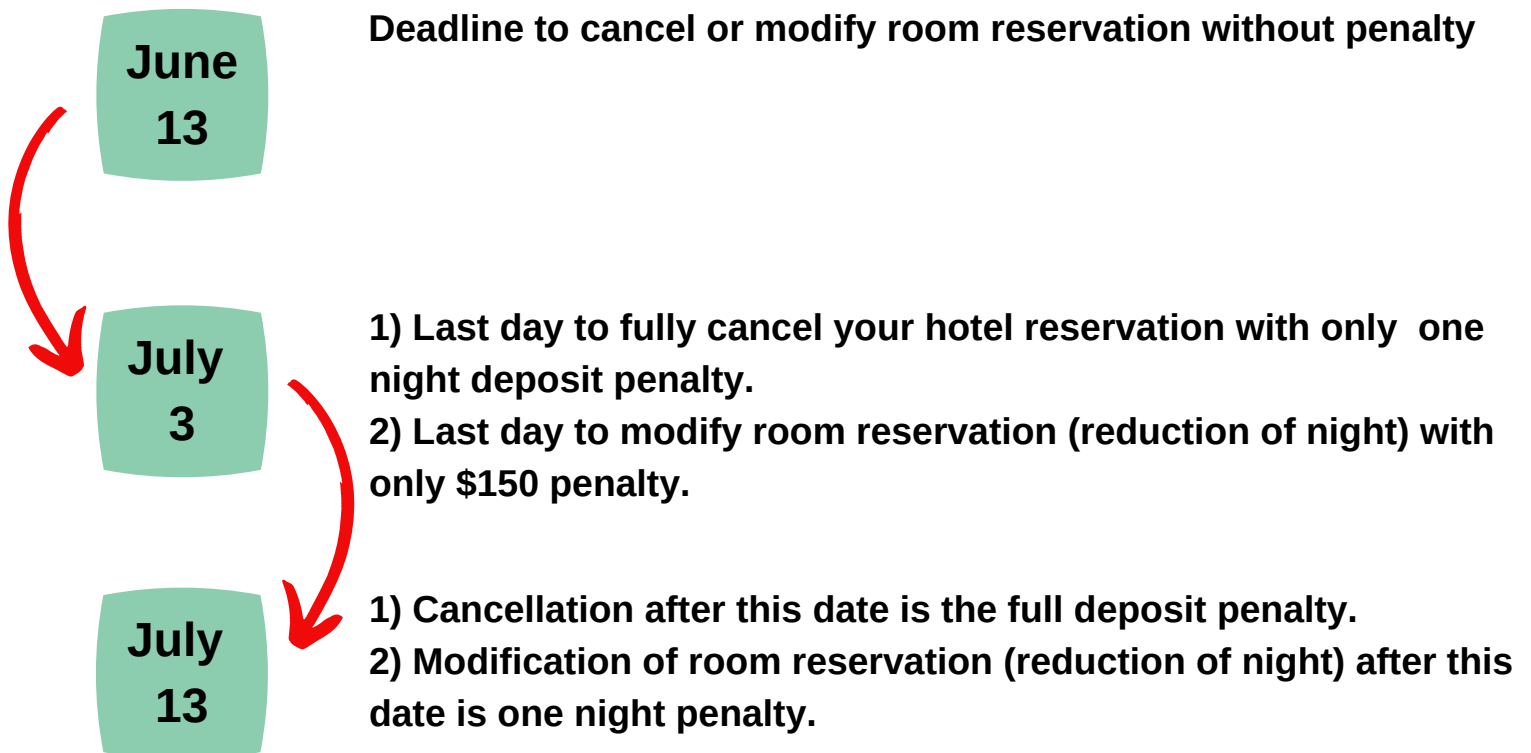 June
13
Deadline to cancel or modify room reservation without penalty
July
3
1) Last day to fully cancel your hotel reservation with only  one
night deposit penalty.
2) Last day to modify room reservation (reduction of night) with
only $150 penalty.
July
13
1) Cancellation after this date is the full deposit penalty.
2) Modification of room reservation (reduction of night) after this
date is one night penalty.